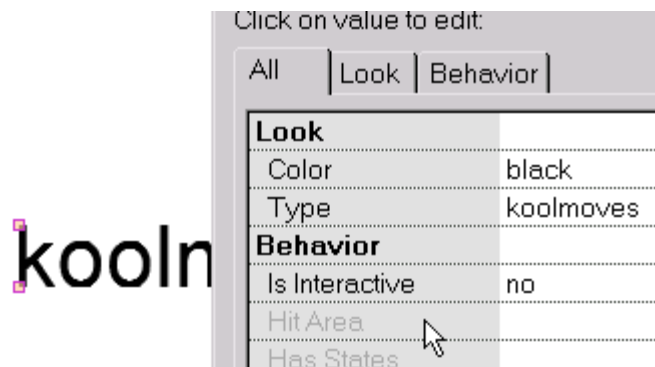 Click on value to edit:
All Look Behavior
Look
Color black
Type koolmoves
Behavior
kooln
Is Interactive no
Hit Area
Has States